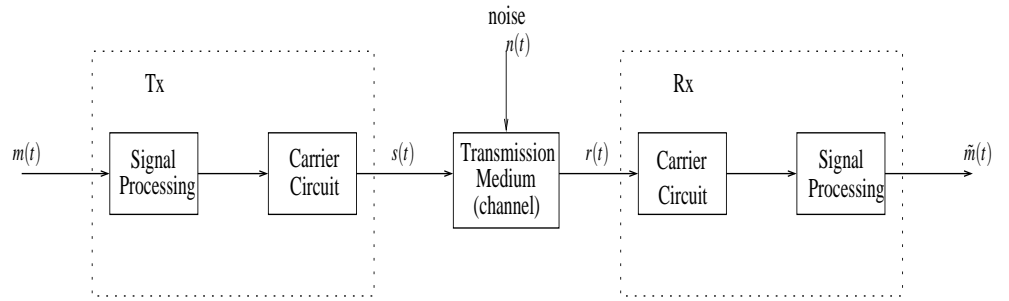 noise
n(t)
Tx
Rx
m(t)
Signal
Processing
Carrier
Circuit
s(t)
Transmission
Medium
(channel)
r(t)
Carrier
Circuit
Signal
Processing
m̃(t)